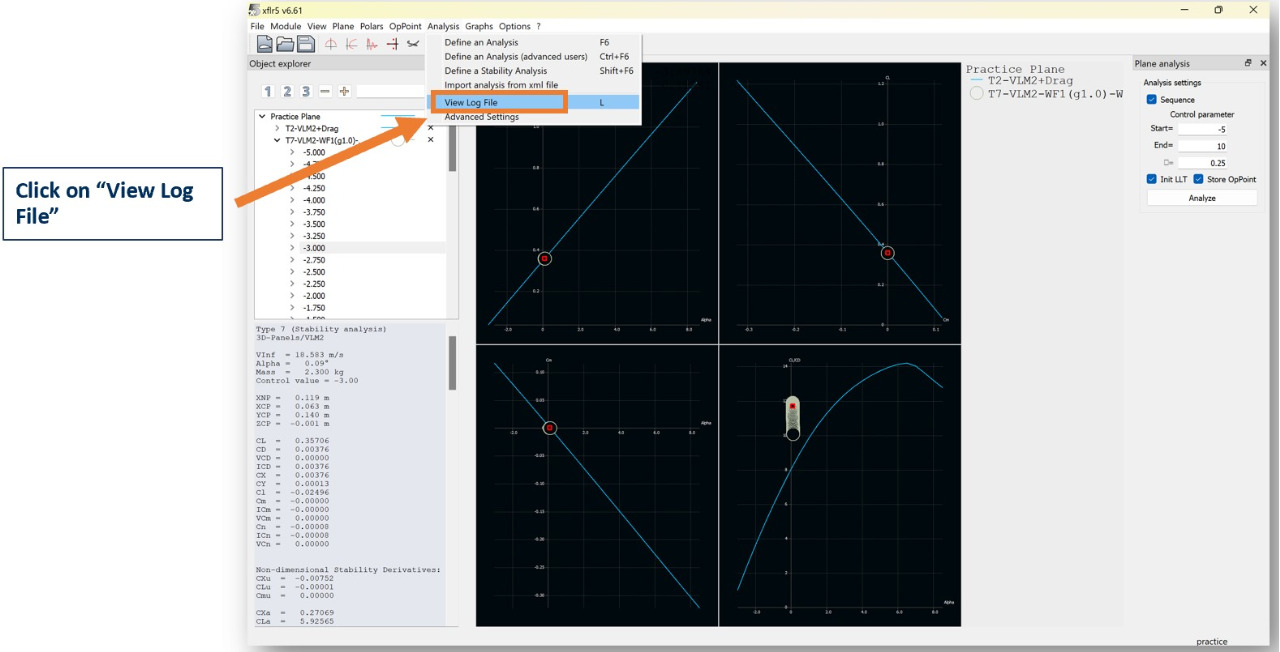 xflr5 v6.61
File Module View Plane Polars OpPoint Analysis Graphs Options ?
Define an Analysis F6
Define an Analysis (advanced users) Ctrl+F6
Define a Stability Analysis Shift+F6
Import analysis from xml file
View Log File L
Advanced Settings
Object explorer
1 2 3
Practice Plane
T2-VLM2+Drag
T7-VLM2-WF1(g1.0)-
-5.000
-4.500
-4.250
-4.000
-3.750
-3.500
-3.250
-3.000
-2.750
-2.500
-2.250
-2.000
-1.750
Click on “View Log
File”
Type 7 (Stability analysis)
3D-Panels/VLM2
VInf = 18.583 m/s
Alpha = 0.09°
Mass = 2.300 kg
Control value = -3.00
XNP = 0.119 m
XCP = 0.063 m
YCP = 0.140 m
ZCP = -0.001 m
CL = 0.35706
CD = 0.00376
VCD = 0.00000
ICD = 0.00376
CX = 0.00376
CY = 0.00013
Cl = -0.02496
Cm = -0.00000
ICm = -0.00000
VCm = 0.00000
Cn = -0.00008
ICn = -0.00008
VCn = 0.00000
Non-dimensional Stability Derivatives:
CXu = -0.00752
CLu = -0.00001
Cmu = 0.00000
CXa = 0.27069
CLa = 5.92565
Practice Plane
T2-VLM2+Drag
T7-VLM2-WF1(g1.0)-W
Plane analysis
Analysis settings
Sequence
Control parameter
Start= -5
End= 10
0.25
Init LLT Store OpPoint
Analyze
practice